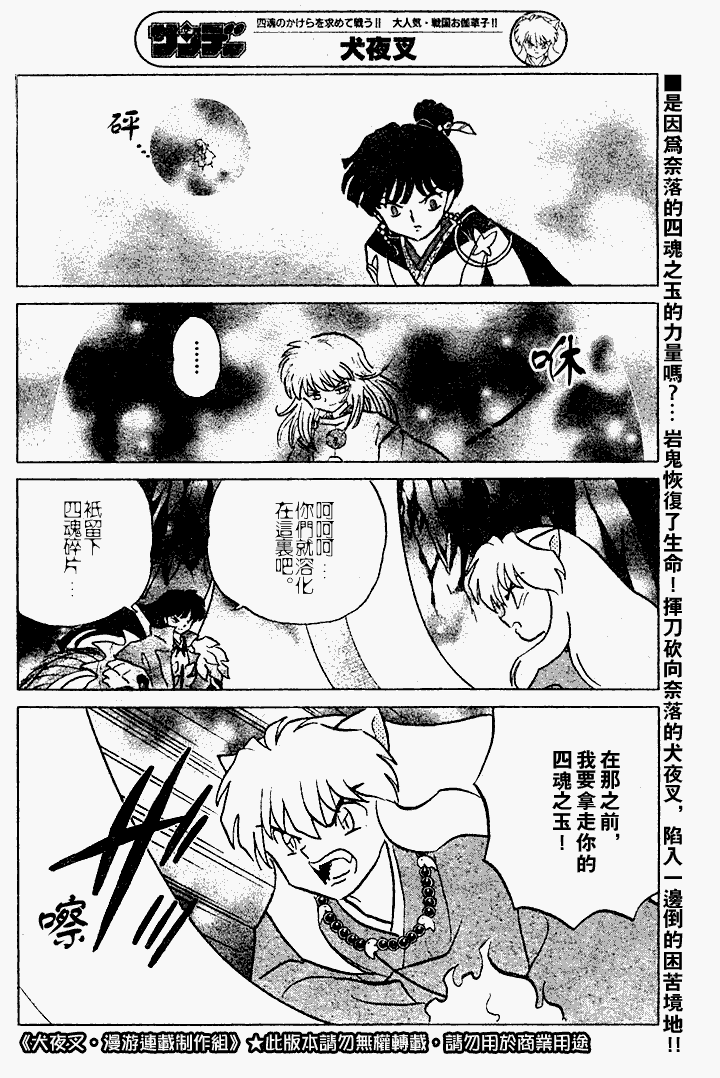 サンデー
四魂のかけらを求めて戦う!! 大人気・戦国お伽草子!!
犬夜叉
■是因爲奈落的四魂之玉的力量嗎?… 岩鬼恢復了生命! 揮刀砍向奈落的犬夜叉, 陷入一邊倒的困苦境地!!
砰…
咻
……
呵呵呵…
你們就溶化
在這裏吧。
衹留下
四魂碎片…
在那之前,
我要拿走你的
四魂之玉!
嚓
《犬夜叉·漫游連載制作組》★此版本請勿無權轉載。請勿用於商業用途